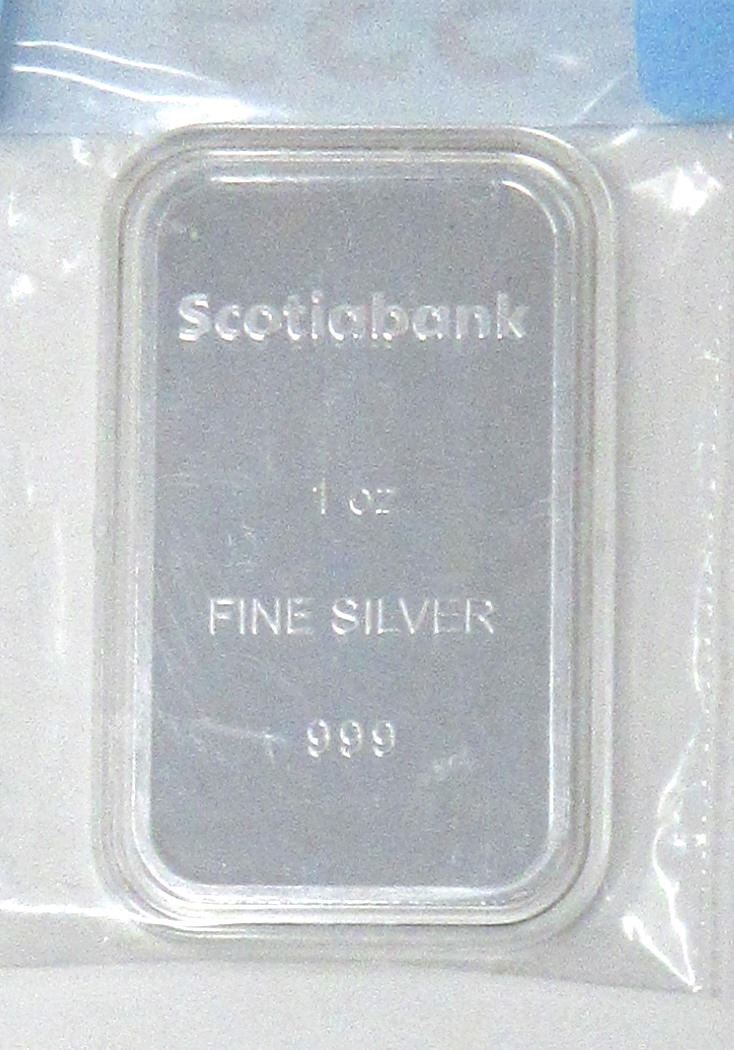 Scotiabank
1 oz
FINE SILVER
999